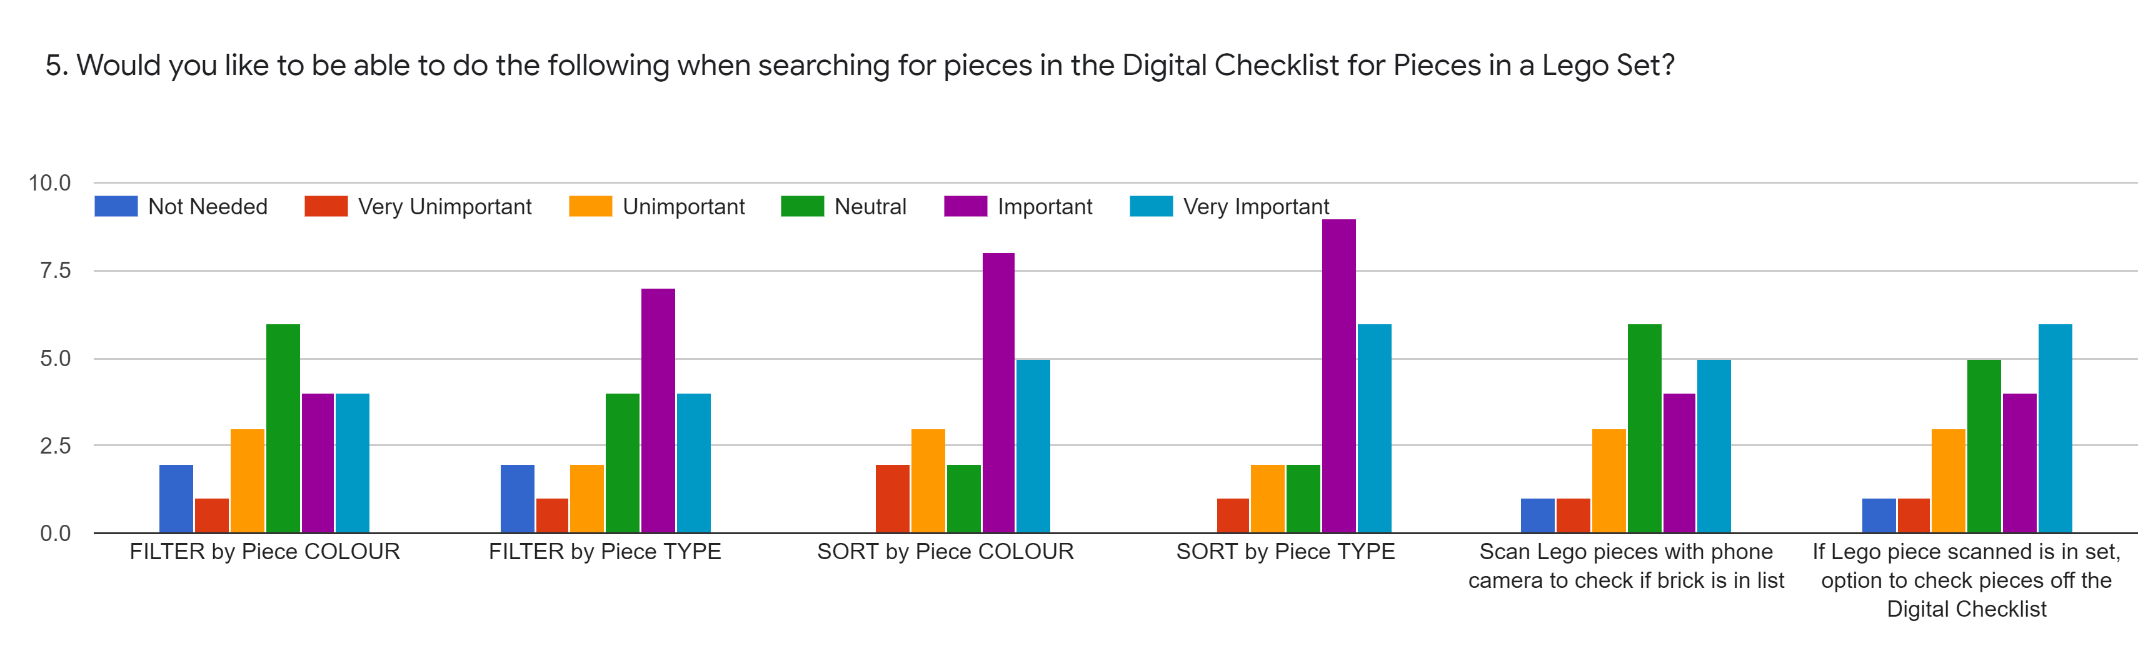 5. Would you like to be able to do the following when searching for pieces in the Digital Checklist for Pieces in a Lego Set?
10.0
Not Needed
Very Unimportant
Unimportant
Neutral
Important
Very Important
7.5
5.0
2.5
0.0
FILTER by Piece COLOUR
FILTER by Piece TYPE
SORT by Piece COLOUR
SORT by Piece TYPE
Scan Lego pieces with phone
camera to check if brick is in list
If Lego piece scanned is in set,
option to check pieces off the
Digital Checklist